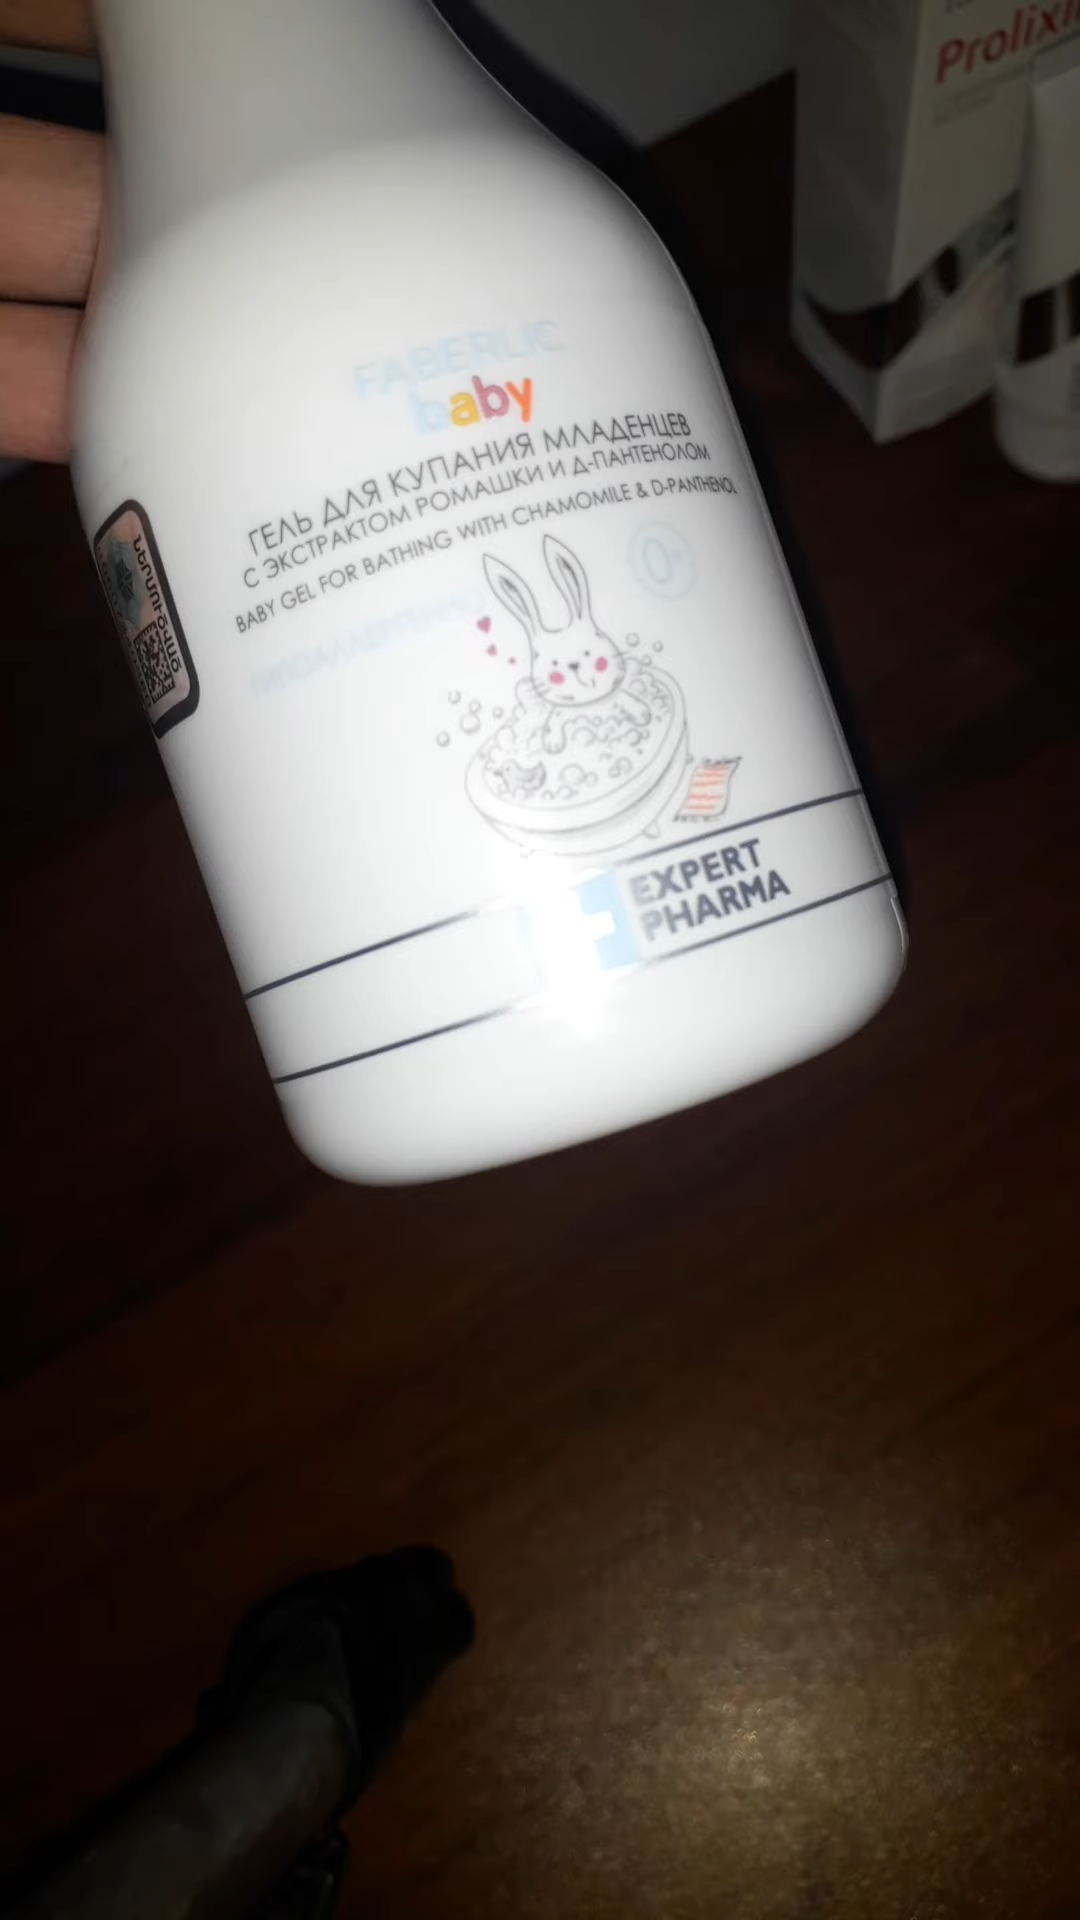 FABERLIC
baby
ГЕЛЬ ДЛЯ КУПАНИЯ МЛАДЕНЦЕВ
С ЭКСТРАКТОМ РОМАШКИ И Д-ПАНТЕНОЛОМ
BABY GEL FOR BATHING WITH CHAMOMILE & D-PANTHENOL
0+
EXPERT
PHARMA
Ներմուծված